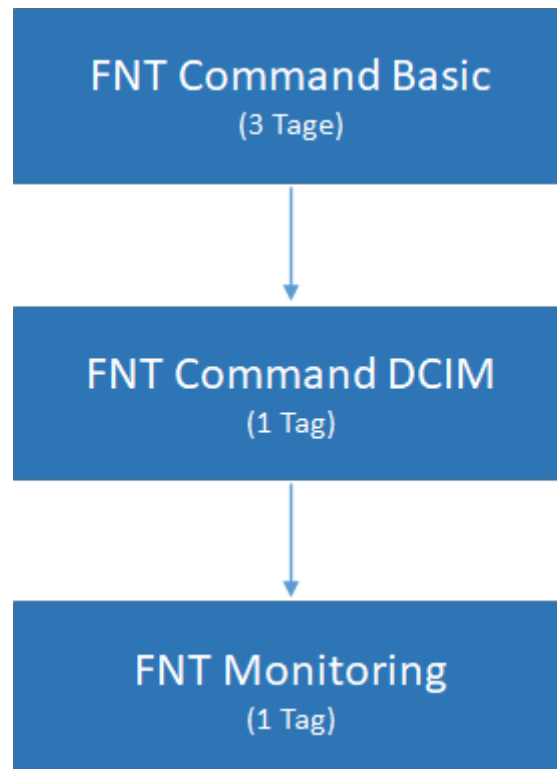 FNT Command Basic
(3 Tage)
FNT Command DCIM
(1 Tag)
FNT Monitoring
(1 Tag)